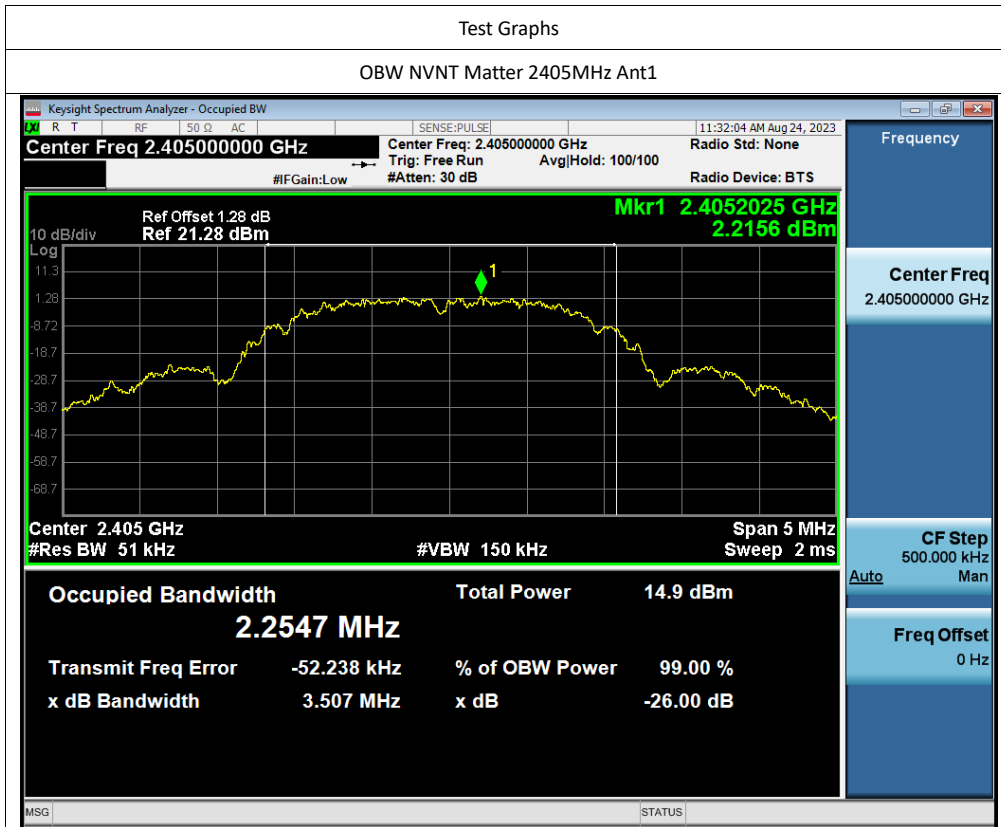 Test Graphs
OBW NVNT Matter 2405MHz Ant1
Keysight Spectrum Analyzer - Occupied BW
LXI R T RF 50 Ω AC SENSE:PULSE 11:32:04 AM Aug 24, 2023
Center Freq 2.405000000 GHz
Center Freq: 2.405000000 GHz Radio Std: None
Trig: Free Run Avg|Hold: 100/100
#IFGain:Low #Atten: 30 dB Radio Device: BTS
Frequency
Mkr1 2.4052025 GHz
2.2156 dBm
Ref Offset 1.28 dB
10 dB/div Ref 21.28 dBm
Log
11.3
1
1.28
-8.72
-18.7
-28.7
-38.7
-48.7
-58.7
-68.7
Center 2.405 GHz Span 5 MHz
#Res BW 51 kHz #VBW 150 kHz Sweep 2 ms
Center Freq
2.405000000 GHz
CF Step
500.000 kHz
Auto Man
Freq Offset
0 Hz
Occupied Bandwidth Total Power 14.9 dBm
2.2547 MHz
Transmit Freq Error -52.238 kHz % of OBW Power 99.00 %
x dB Bandwidth 3.507 MHz x dB -26.00 dB
MSG STATUS